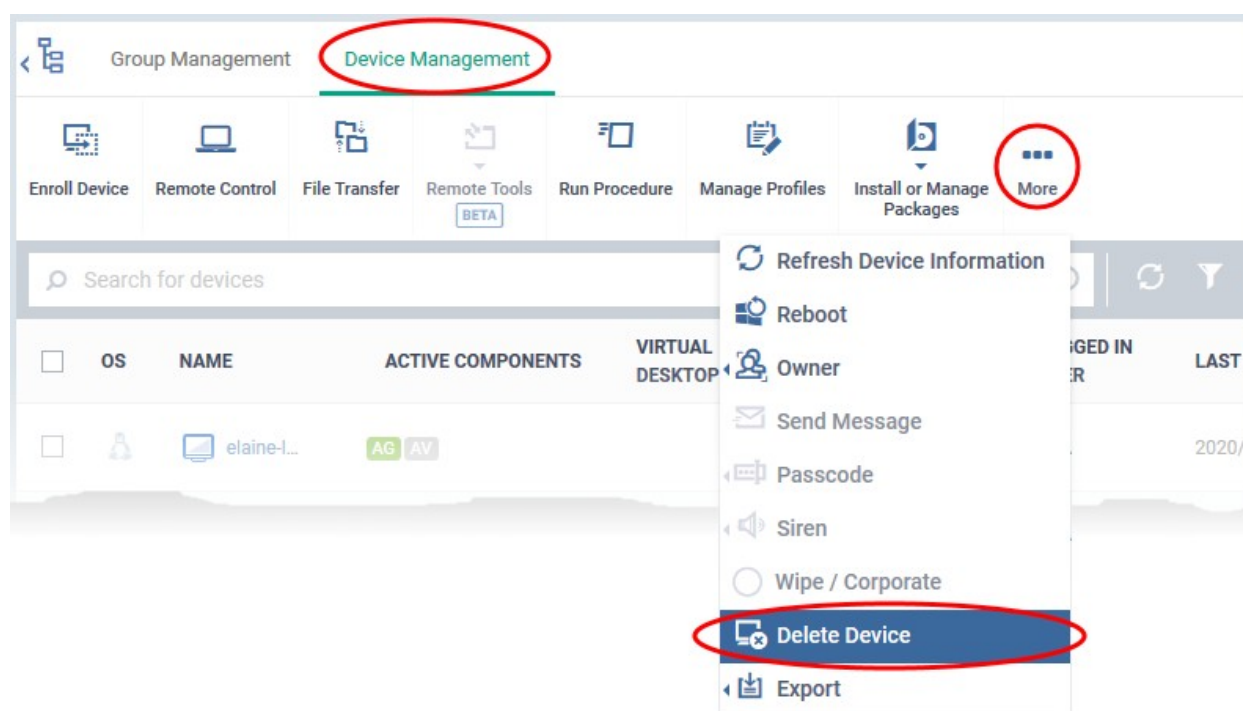 Group Management Device Management
Enroll Device Remote Control File Transfer Remote Tools Run Procedure Manage Profiles Install or Manage More
BETA Packages
Search for devices
Refresh Device Information
Reboot
OS NAME ACTIVE COMPONENTS VIRTUAL GGED IN LAST
DESKTOP ER
Owner
Send Message
elaine-l... AG AV 2020/
Passcode
Siren
Wipe / Corporate
Delete Device
Export